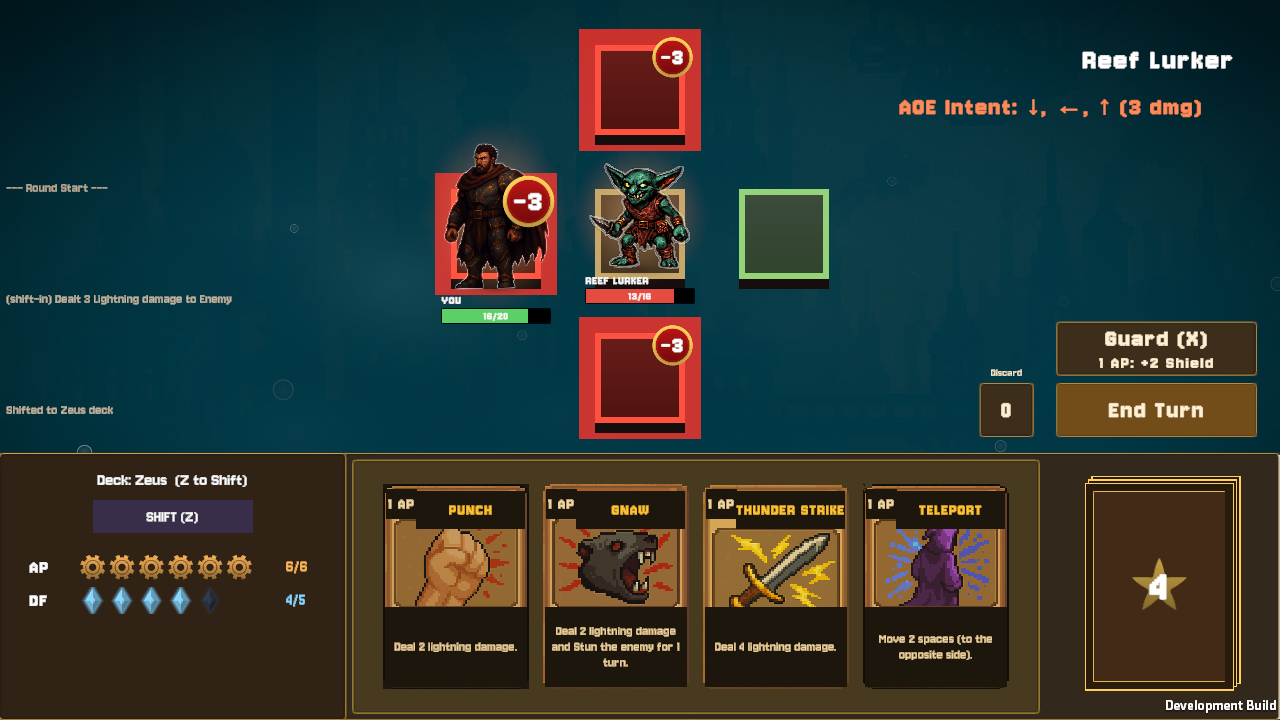 Reef Lurker
AOE Intent: ↓, ←, ↑ (3 dmg)
-3
-3
-3
--- Round Start ---
(shift-in) Dealt 3 Lightning damage to Enemy
Shifted to Zeus deck
REEF LURKER
13/16
YOU
16/20
Guard (X)
1 AP: +2 Shield
Discard
0
End Turn
Deck: Zeus (Z to Shift)
SHIFT (Z)
AP
6/6
DF
4/5
1 AP
PUNCH
Deal 2 lightning damage.
1 AP
GNAW
Deal 2 lightning damage
and Stun the enemy for 1
turn.
1 AP
THUNDER STRIKE
Deal 4 lightning damage.
1 AP
TELEPORT
Move 2 spaces (to the
opposite side).
4
Development Build